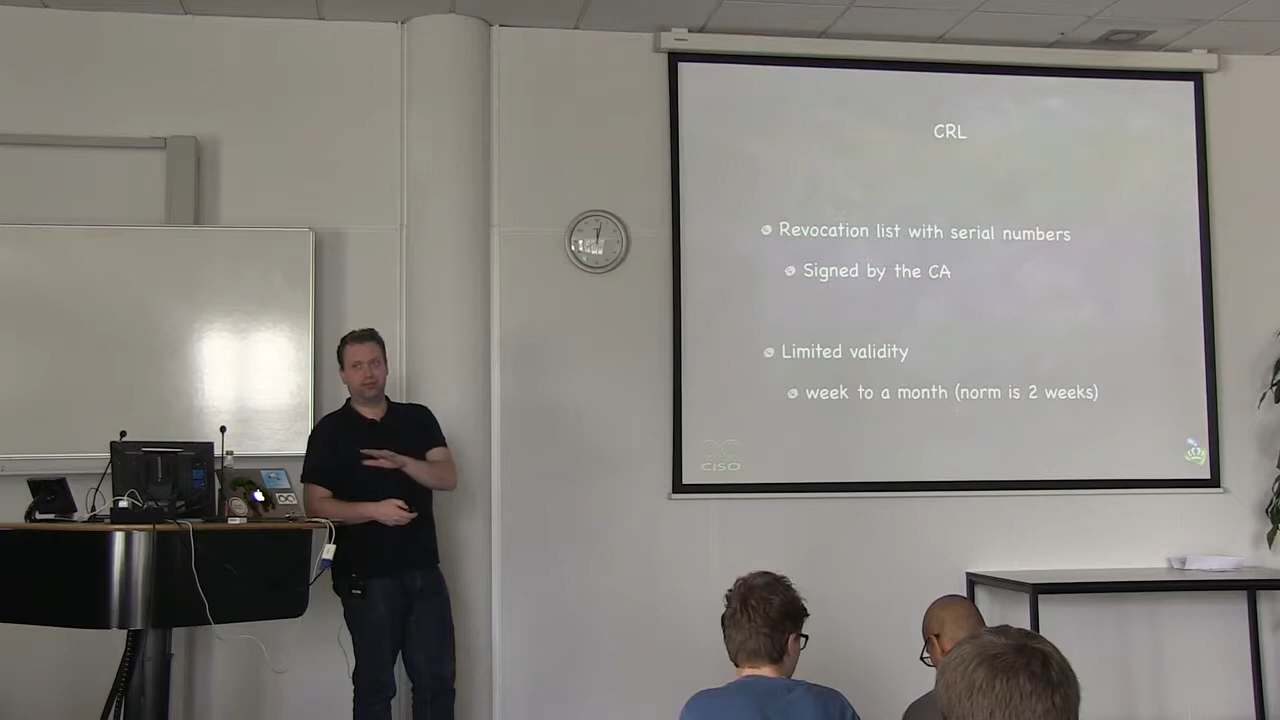 CRL
Revocation list with serial numbers
Signed by the CA
Limited validity
week to a month (norm is 2 weeks)
CISO